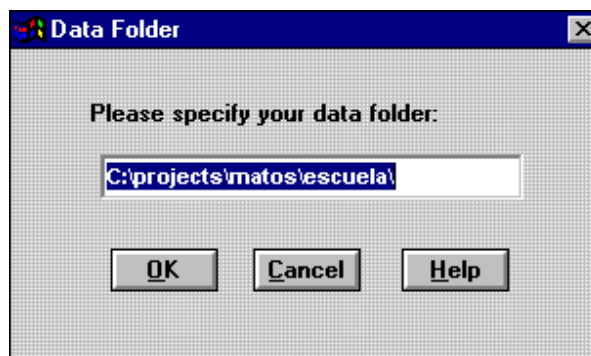 Data Folder
Please specify your data folder:
C:\projects\matos\escuela\
OK Cancel Help